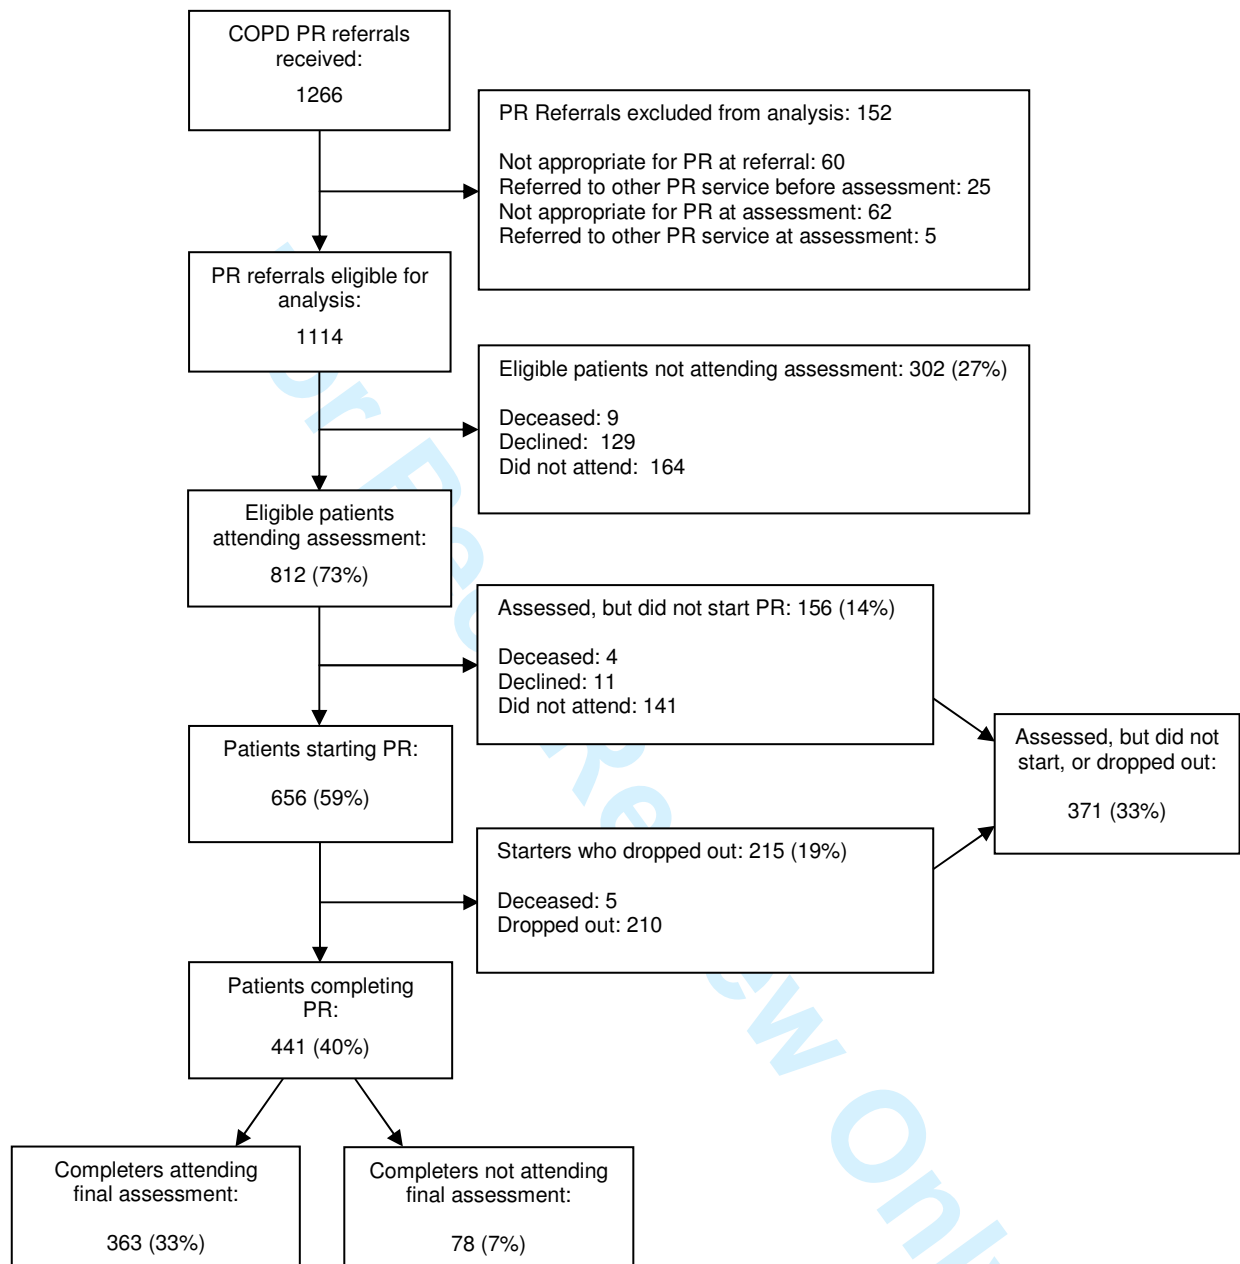 COPD PR referrals
received:
1266
PR Referrals excluded from analysis: 152
Not appropriate for PR at referral: 60
Referred to other PR service before assessment: 25
Not appropriate for PR at assessment: 62
Referred to other PR service at assessment: 5
PR referrals eligible for
analysis:
1114
Eligible patients not attending assessment: 302 (27%)
Deceased: 9
Declined: 129
Did not attend: 164
Eligible patients
attending assessment:
812 (73%)
Assessed, but did not start PR: 156 (14%)
Deceased: 4
Declined: 11
Did not attend: 141
Patients starting PR:
656 (59%)
Assessed, but did not
start, or dropped out:
371 (33%)
Starters who dropped out: 215 (19%)
Deceased: 5
Dropped out: 210
Patients completing
PR:
441 (40%)
Completers attending
final assessment:
363 (33%)
Completers not attending
final assessment:
78 (7%)